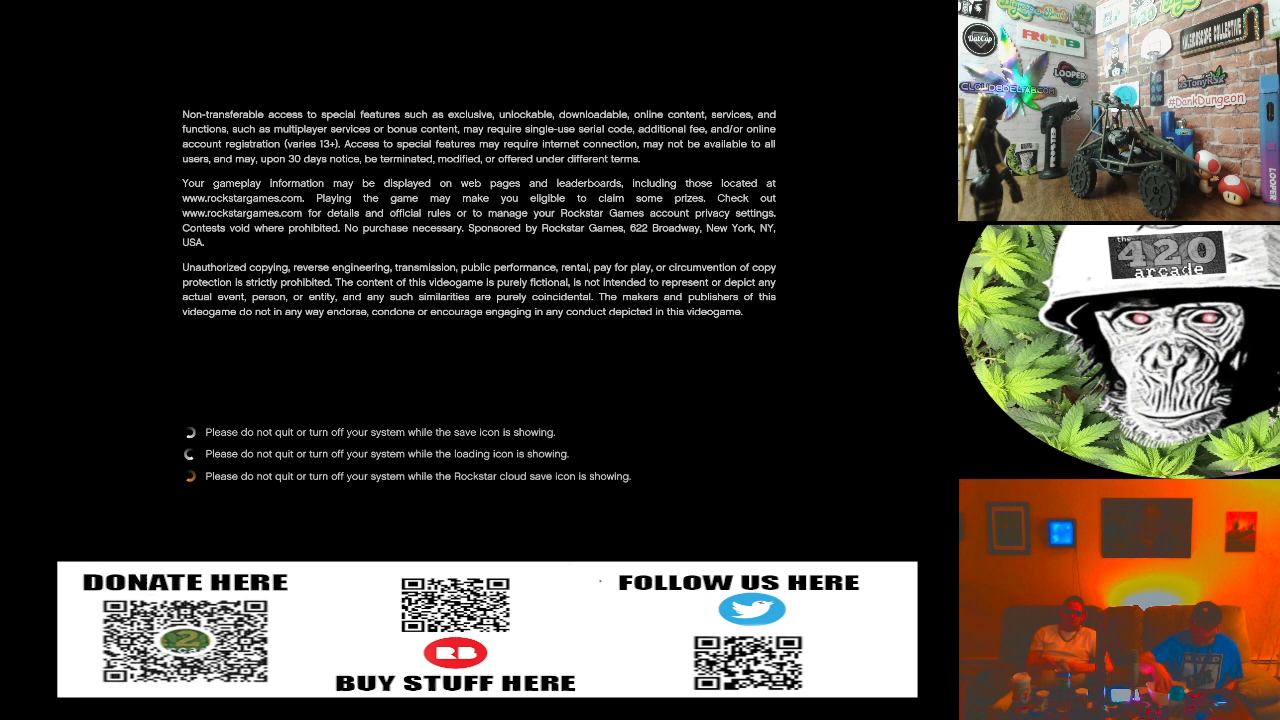 Non-transferable access to special features such as exclusive, unlockable, downloadable, online content, services, and
functions, such as multiplayer services or bonus content, may require single-use serial code, additional fee, and/or online
account registration (varies 13+). Access to special features may require internet connection, may not be available to all
users, and may, upon 30 days notice, be terminated, modified, or offered under different terms.
Your gameplay information may be displayed on web pages and leaderboards, including those located at
www.rockstargames.com. Playing the game may make you eligible to claim some prizes. Check out
www.rockstargames.com for details and official rules or to manage your Rockstar Games account privacy settings.
Contests void where prohibited. No purchase necessary. Sponsored by Rockstar Games, 622 Broadway, New York, NY,
USA.
Unauthorized copying, reverse engineering, transmission, public performance, rental, pay for play, or circumvention of copy
protection is strictly prohibited. The content of this videogame is purely fictional, is not intended to represent or depict any
actual event, person, or entity, and any such similarities are purely coincidental. The makers and publishers of this
videogame do not in any way endorse, condone or encourage engaging in any conduct depicted in this videogame.
Please do not quit or turn off your system while the save icon is showing.
Please do not quit or turn off your system while the loading icon is showing.
Please do not quit or turn off your system while the Rockstar cloud save icon is showing.
DONATE HERE
RB
BUY STUFF HERE
FOLLOW US HERE
DatCup
FROSTED
KALEIDOSCOPE COLLECTIVE
LOOPER
xStonyRSx
#DankDungeon
LOOPER
the
420
arcade